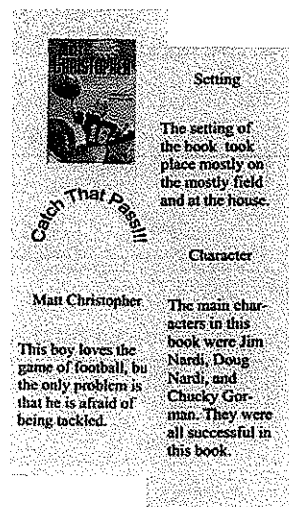 MATT
CHRISTOPHER
Catch That Pass!!!
Matt Christopher
This boy loves the
game of football, bu
the only problem is
that he is afraid of
being tackled.
Setting
The setting of
the book took
place mostly on
the mostly field
and at the house.
Character
The main char-
acters in this
book were Jim
Nardi, Doug
Nardi, and
Chucky Gor-
man. They were
all successful in
this book.